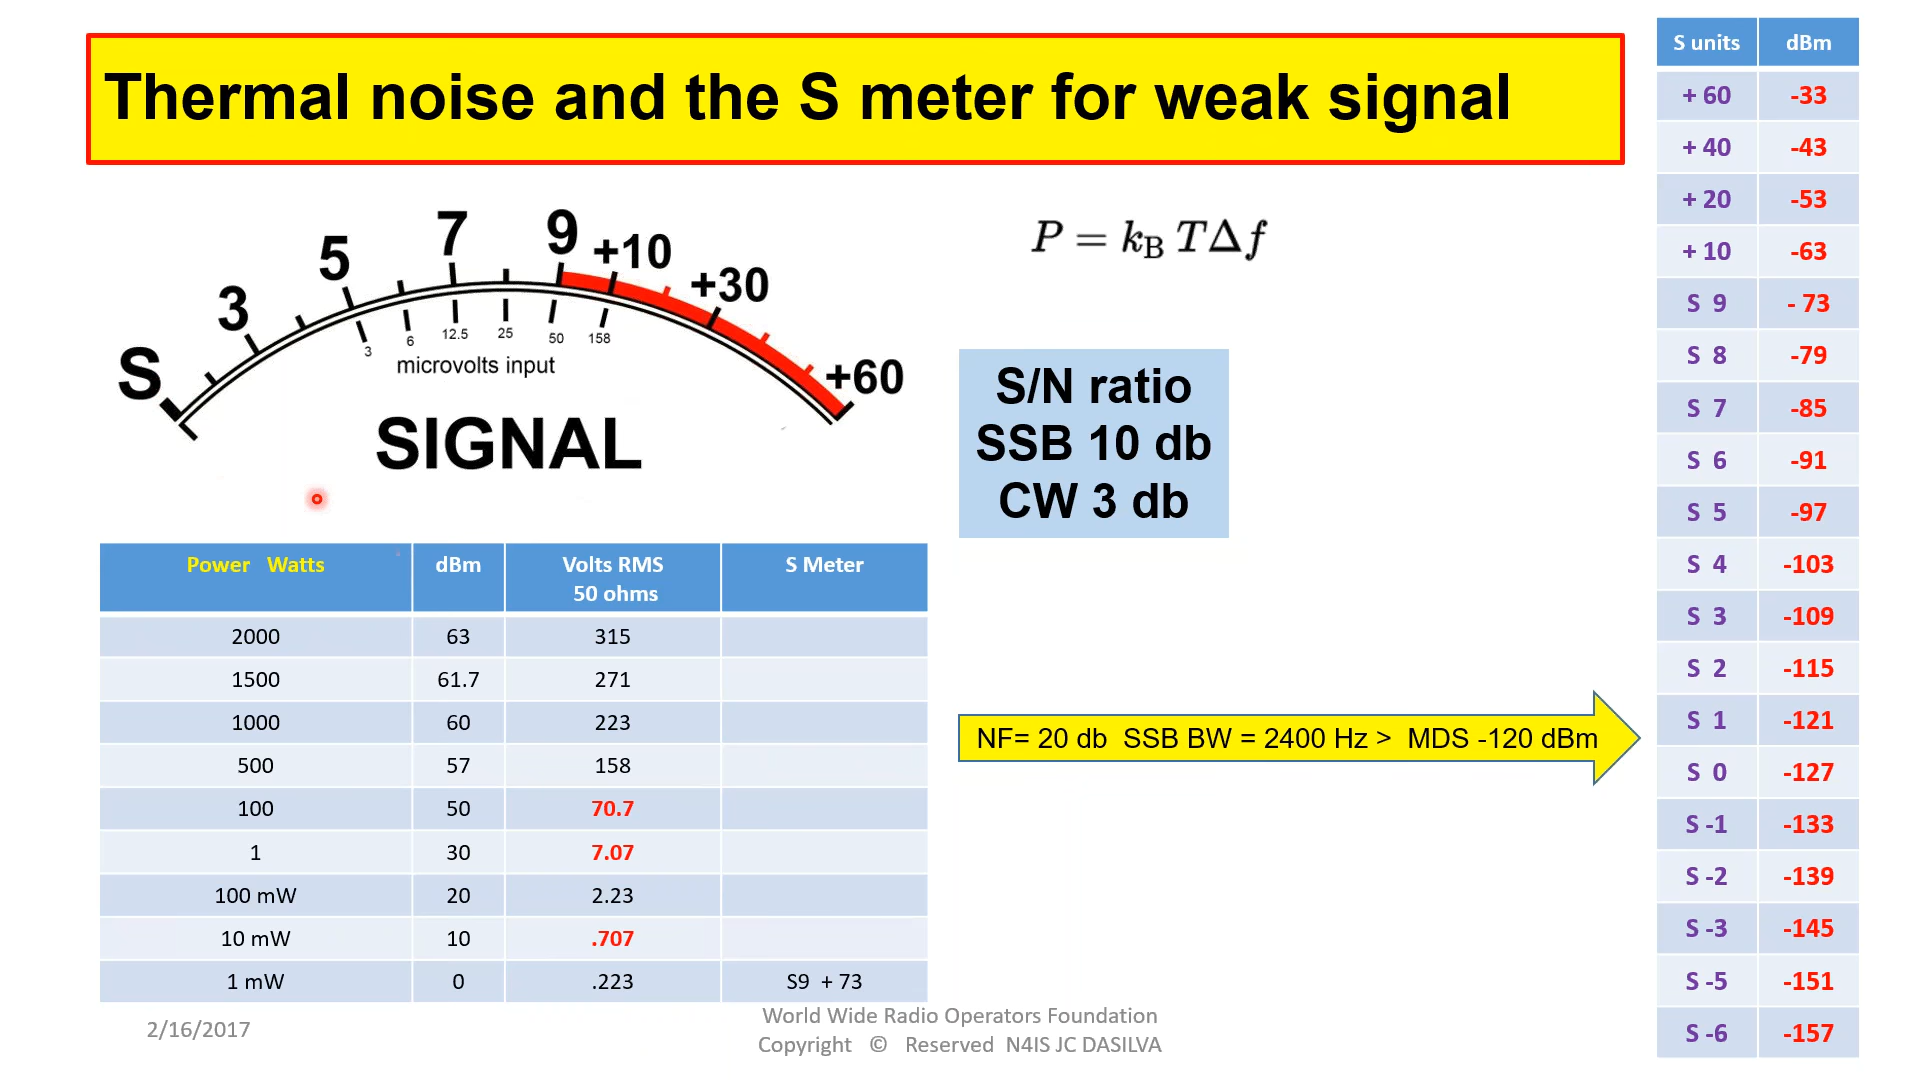 Thermal noise and the S meter for weak signal
S 3 5 7 9 +10 +30 +60
3 6 12.5 25 50 158
microvolts input
SIGNAL
P = k_B T Δf
S/N ratio
SSB 10 db
CW 3 db
Power Watts dBm Volts RMS 50 ohms S Meter
2000 63 315
1500 61.7 271
1000 60 223
500 57 158
100 50 70.7
1 30 7.07
100 mW 20 2.23
10 mW 10 .707
1 mW 0 .223 S9 + 73
NF= 20 db SSB BW = 2400 Hz > MDS -120 dBm
S units dBm
+ 60 -33
+ 40 -43
+ 20 -53
+ 10 -63
S 9 - 73
S 8 -79
S 7 -85
S 6 -91
S 5 -97
S 4 -103
S 3 -109
S 2 -115
S 1 -121
S 0 -127
S -1 -133
S -2 -139
S -3 -145
S -5 -151
S -6 -157
2/16/2017
World Wide Radio Operators Foundation
Copyright © Reserved N4IS JC DASILVA